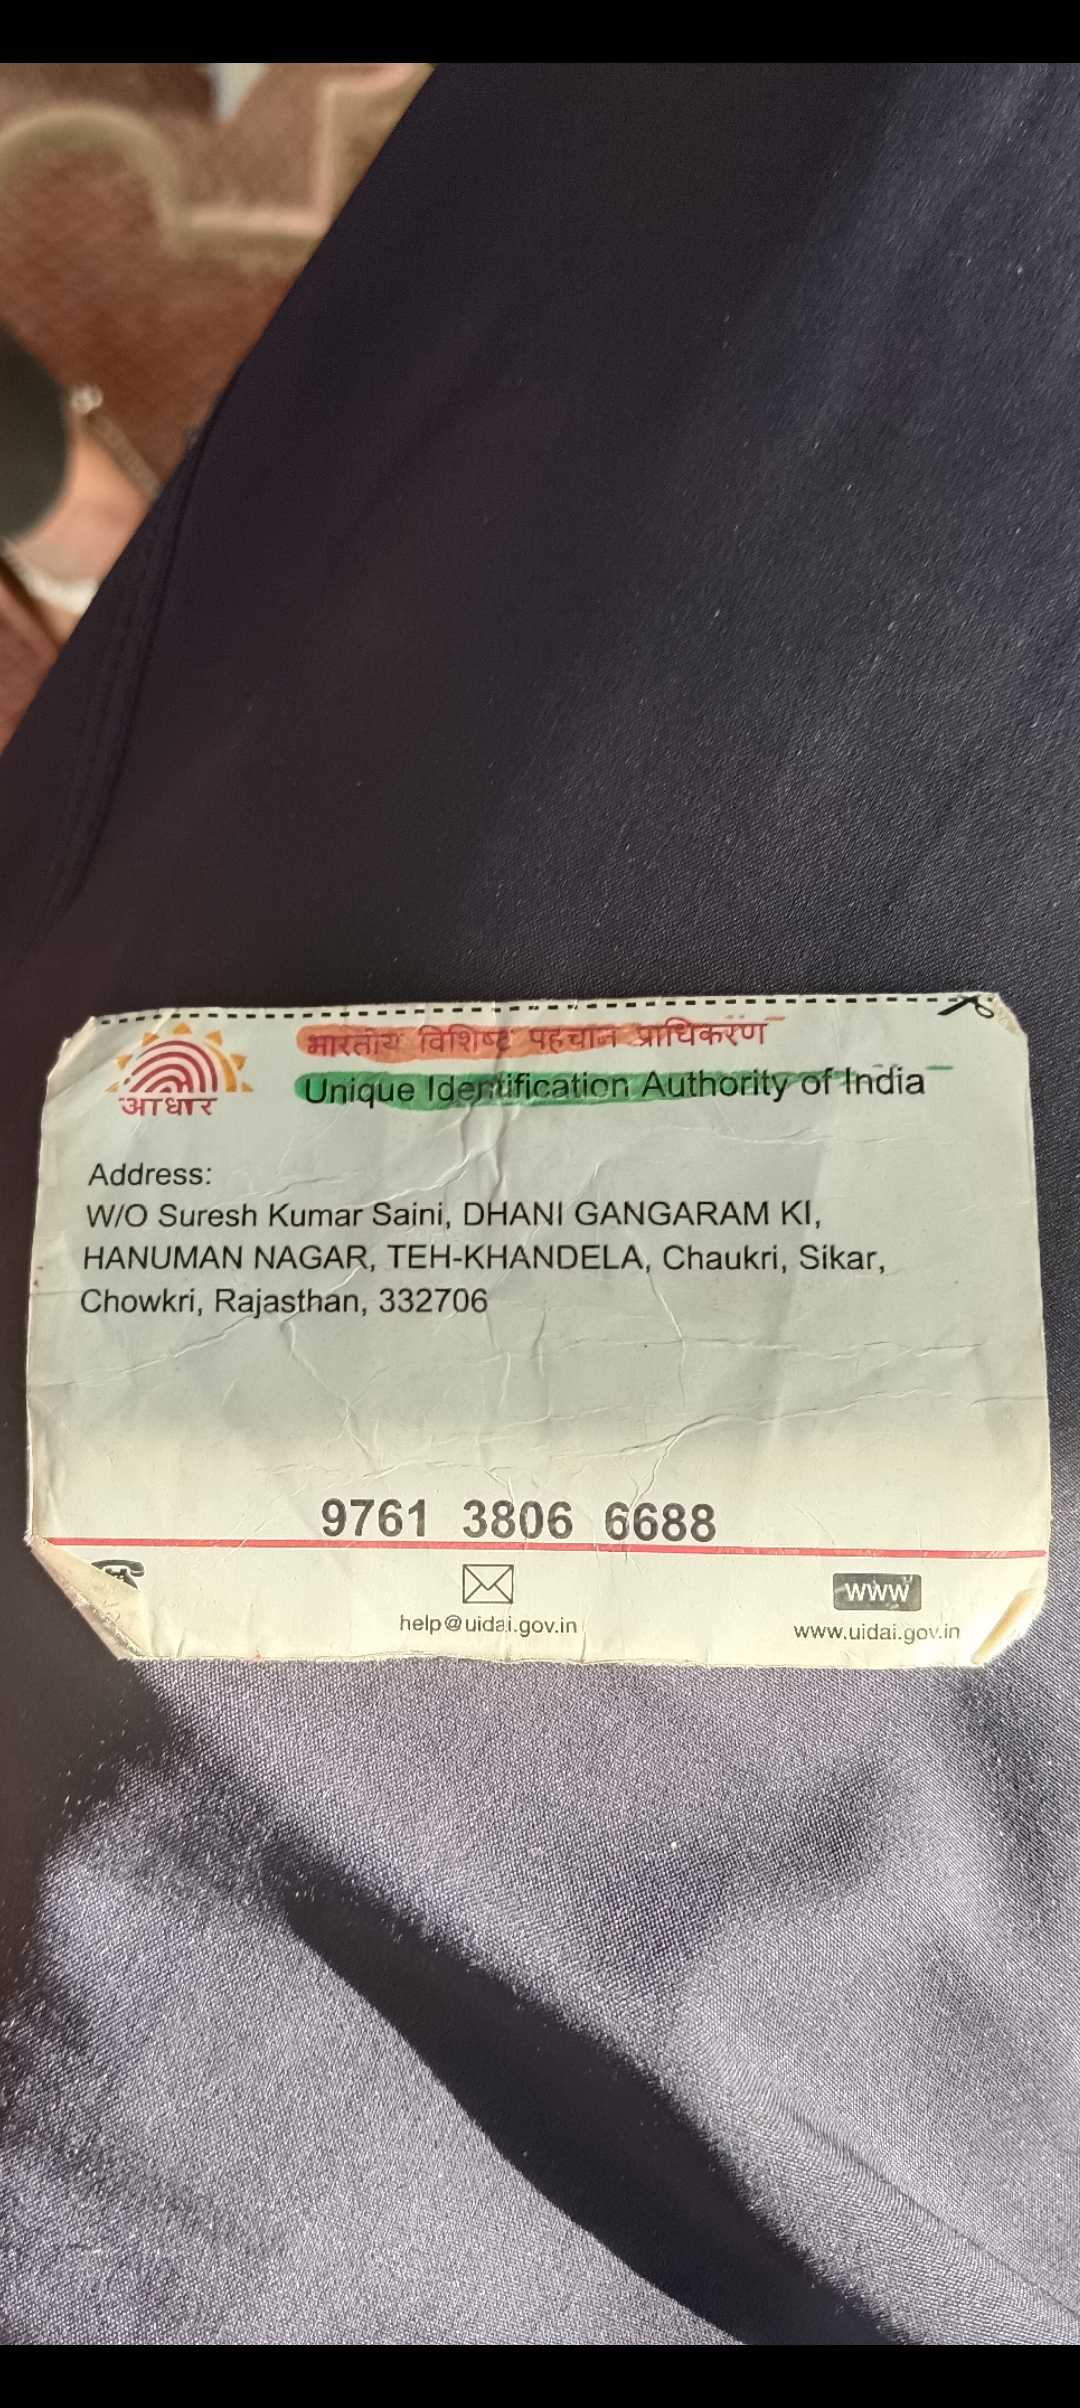 भारतीय विशिष्ट पहचान प्राधिकरण
Unique Identification Authority of India
आधार
Address:
W/O Suresh Kumar Saini, DHANI GANGARAM KI,
HANUMAN NAGAR, TEH-KHANDELA, Chaukri, Sikar,
Chowkri, Rajasthan, 332706
9761 3806 6688
www
help@uidai.gov.in
www.uidai.gov.in